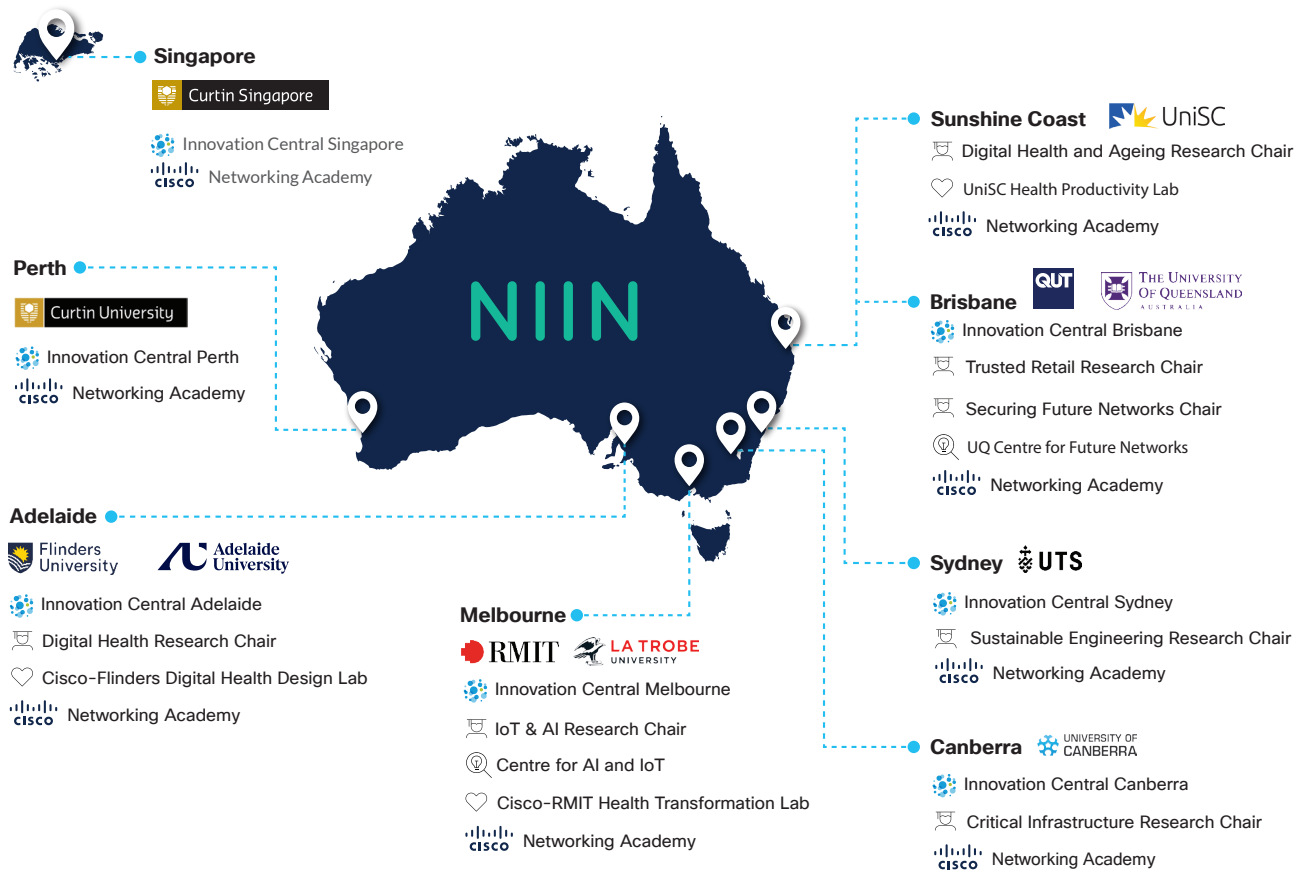 Singapore
Curtin Singapore
Innovation Central Singapore
cisco Networking Academy
Perth
Curtin University
Innovation Central Perth
cisco Networking Academy
NIIN
Adelaide
Flinders
University
Adelaide
University
Innovation Central Adelaide
Digital Health Research Chair
Cisco-Flinders Digital Health Design Lab
cisco Networking Academy
Melbourne
RMIT
LA TROBE
UNIVERSITY
Innovation Central Melbourne
IoT & AI Research Chair
Centre for AI and IoT
Cisco-RMIT Health Transformation Lab
cisco Networking Academy
Sunshine Coast UniSC
Digital Health and Ageing Research Chair
UniSC Health Productivity Lab
cisco Networking Academy
Brisbane
QUT
THE UNIVERSITY
OF QUEENSLAND
AUSTRALIA
Innovation Central Brisbane
Trusted Retail Research Chair
Securing Future Networks Chair
UQ Centre for Future Networks
cisco Networking Academy
Sydney UTS
Innovation Central Sydney
Sustainable Engineering Research Chair
cisco Networking Academy
Canberra
UNIVERSITY OF
CANBERRA
Innovation Central Canberra
Critical Infrastructure Research Chair
cisco Networking Academy